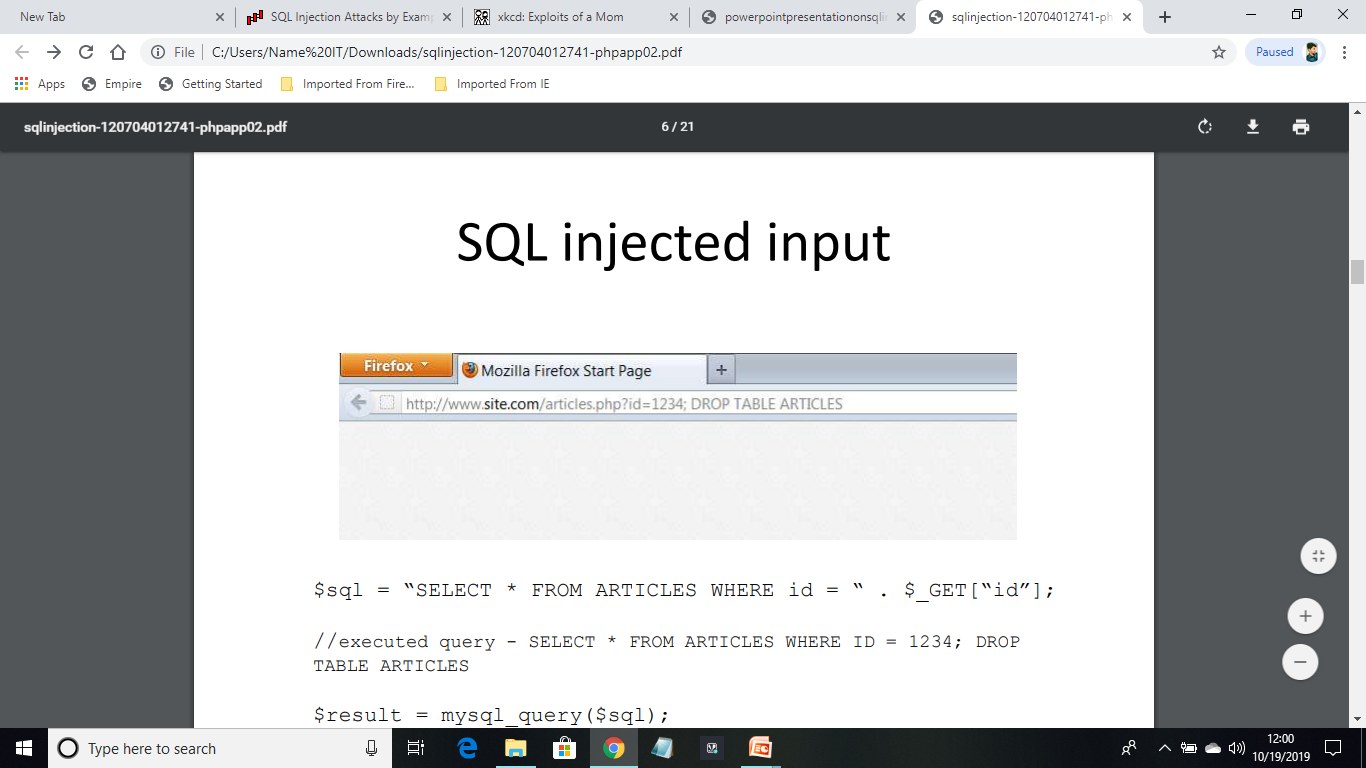 New Tab
SQL Injection Attacks by Exam
xkcd: Exploits of a Mom
powerpointpresentationonsqli
sqlinjection-120704012741-ph
File
C:/Users/Name%20IT/Downloads/sqlinjection-120704012741-phpapp02.pdf
Paused
Apps
Empire
Getting Started
Imported From Fire...
Imported From IE
sqlinjection-120704012741-phpapp02.pdf
6 / 21
SQL injected input
Firefox
Mozilla Firefox Start Page
http://www.site.com/articles.php?id=1234; DROP TABLE ARTICLES
$sql = “SELECT * FROM ARTICLES WHERE id = “ . $_GET[“id”];
//executed query - SELECT * FROM ARTICLES WHERE ID = 1234; DROP
TABLE ARTICLES
$result = mysql_query($sql);
Type here to search
12:00
10/19/2019